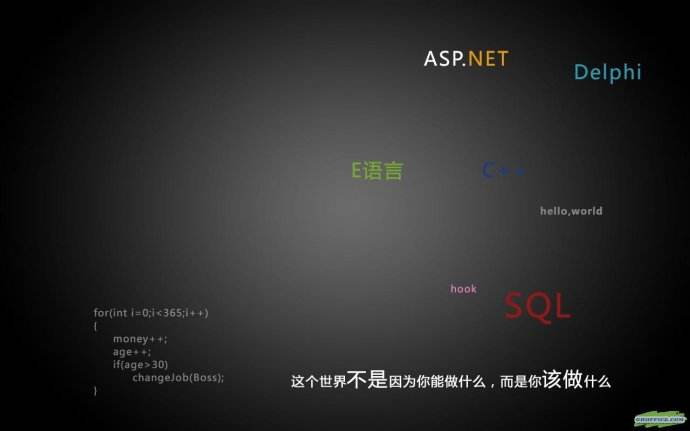 ASP.NET
Delphi
E语言
C++
hello,world
hook
SQL
for(int i=0;i<365;i++)
{
money++;
age++;
if(age>30)
changeJob(Boss);
}
这个世界不是因为你能做什么，而是你该做什么